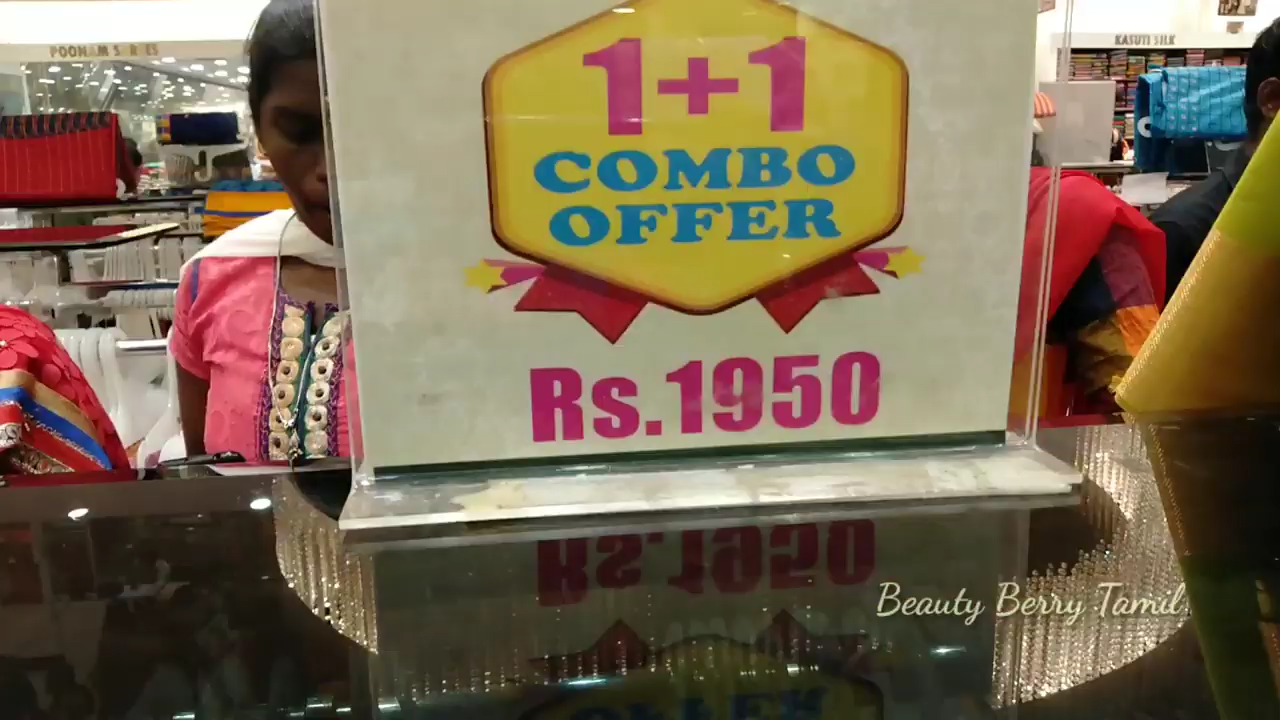 POONAM SAREES
KASUTI SILK
1+1
COMBO
OFFER
Rs.1950
Beauty Berry Tamil